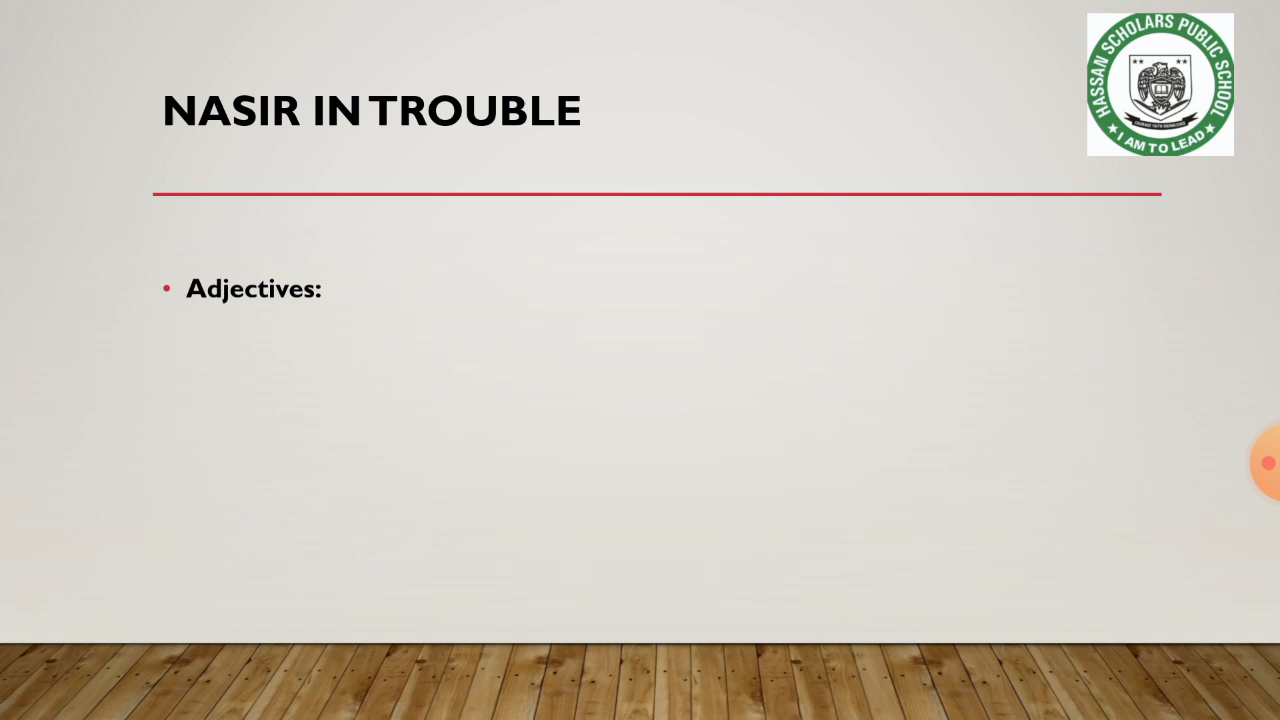 HASSAN SCHOLARS PUBLIC SCHOOL
★ I AM TO LEAD ★
NASIR IN TROUBLE
• Adjectives: